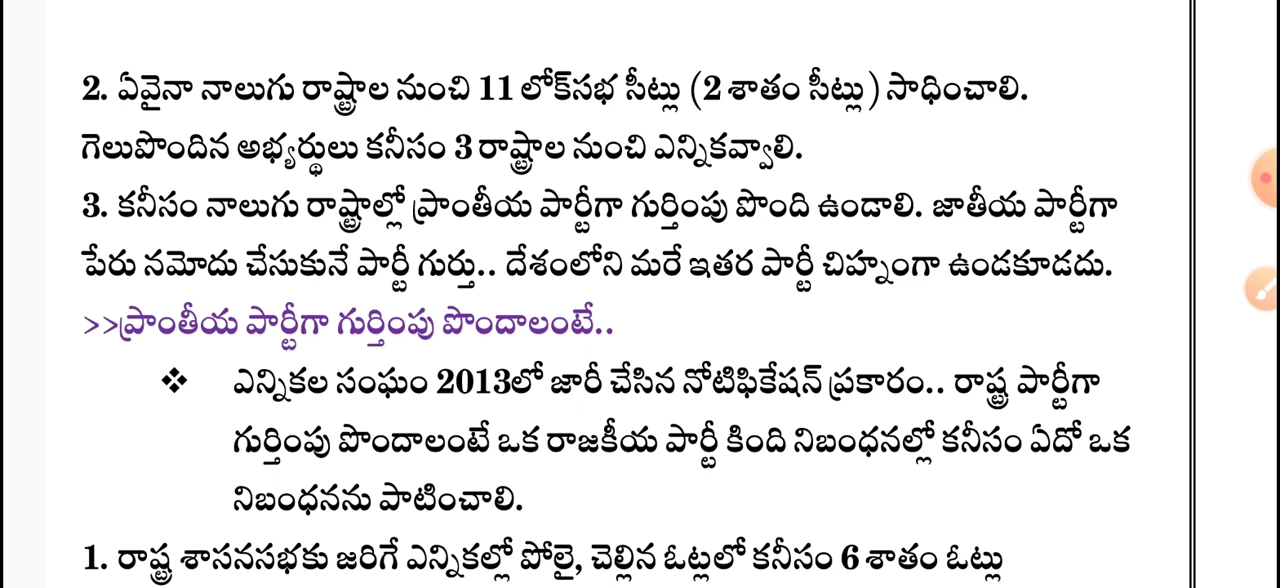 2. ఏవైనా నాలుగు రాష్ట్రాల నుంచి 11 లోక్‌సభ సీట్లు (2 శాతం సీట్లు) సాధించాలి.
గెలుపొందిన అభ్యర్థులు కనీసం 3 రాష్ట్రాల నుంచి ఎన్నికవ్వాలి.
3. కనీసం నాలుగు రాష్ట్రాల్లో ప్రాంతీయ పార్టీగా గుర్తింపు పొంది ఉండాలి. జాతీయ పార్టీగా
పేరు నమోదు చేసుకునే పార్టీ గుర్తు.. దేశంలోని మరే ఇతర పార్టీ చిహ్నంగా ఉండకూడదు.
>>ప్రాంతీయ పార్టీగా గుర్తింపు పొందాలంటే..
❖ ఎన్నికల సంఘం 2013లో జారీ చేసిన నోటిఫికేషన్ ప్రకారం.. రాష్ట్ర పార్టీగా
గుర్తింపు పొందాలంటే ఒక రాజకీయ పార్టీ కింది నిబంధనల్లో కనీసం ఏదో ఒక
నిబంధనను పాటించాలి.
1. రాష్ట్ర శాసనసభకు జరిగే ఎన్నికల్లో పోలై, చెల్లిన ఓట్లలో కనీసం 6 శాతం ఓట్లు